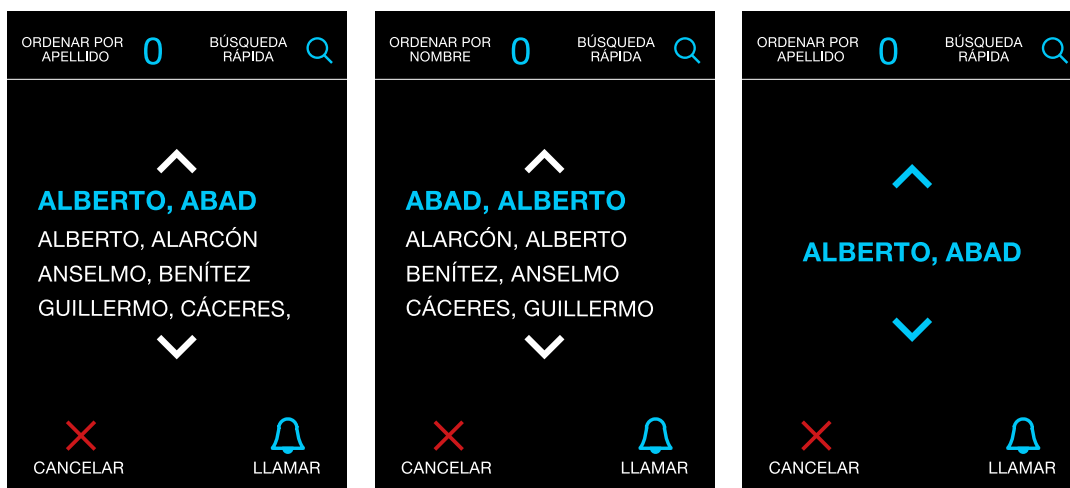 ORDENAR POR
APELLIDO
0
BÚSQUEDA
RÁPIDA
ALBERTO, ABAD
ALBERTO, ALARCÓN
ANSELMO, BENÍTEZ
GUILLERMO, CÁCERES,
CANCELAR
LLAMAR
ORDENAR POR
NOMBRE
0
BÚSQUEDA
RÁPIDA
ABAD, ALBERTO
ALARCÓN, ALBERTO
BENÍTEZ, ANSELMO
CÁCERES, GUILLERMO
CANCELAR
LLAMAR
ORDENAR POR
APELLIDO
0
BÚSQUEDA
RÁPIDA
ALBERTO, ABAD
CANCELAR
LLAMAR